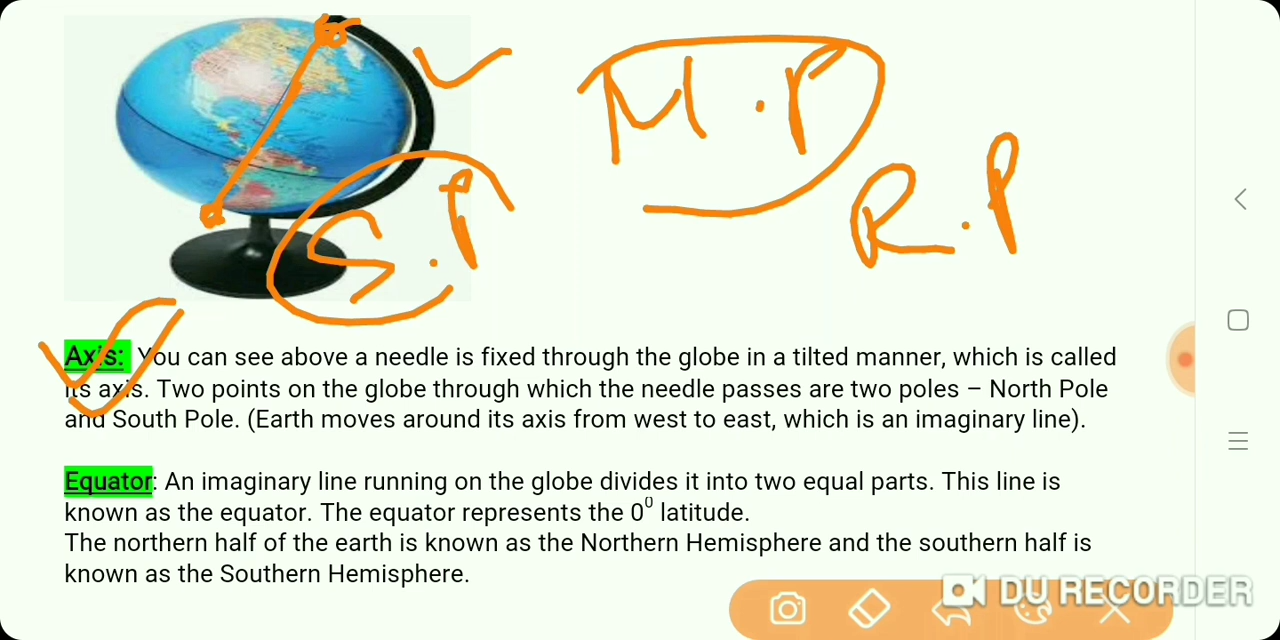 M.P
S.P
R.P
Axis: You can see above a needle is fixed through the globe in a tilted manner, which is called
its axis. Two points on the globe through which the needle passes are two poles – North Pole
and South Pole. (Earth moves around its axis from west to east, which is an imaginary line).
Equator: An imaginary line running on the globe divides it into two equal parts. This line is
known as the equator. The equator represents the 0⁰ latitude.
The northern half of the earth is known as the Northern Hemisphere and the southern half is
known as the Southern Hemisphere.
DU RECORDER